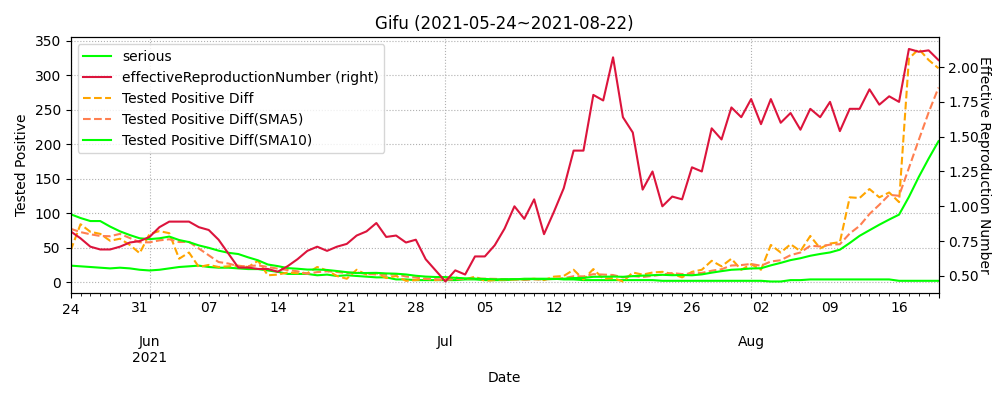 Gifu (2021-05-24~2021-08-22)
350
300
250
200
150
100
50
0
Tested Positive
serious
effectiveReproductionNumber (right)
Tested Positive Diff
Tested Positive Diff(SMA5)
Tested Positive Diff(SMA10)
2.00
1.75
1.50
1.25
1.00
0.75
0.50
Effective Reproduction Number
24 31 07 14 21 28 05 12 19 26 02 09 16
Jun Jul Aug
2021
Date